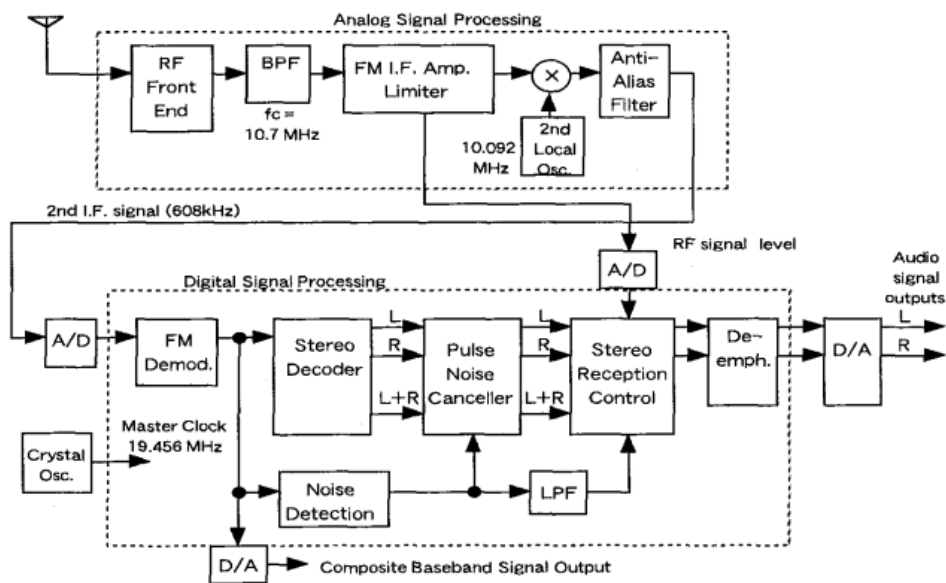 Analog Signal Processing
RF
Front
End
BPF
fc =
10.7 MHz
FM I.F. Amp.
Limiter
×
10.092
MHz
2nd
Local
Osc.
Anti-
Alias
Filter
2nd I.F. signal (608kHz)
RF signal level
A/D
Audio
signal
outputs
Digital Signal Processing
A/D
FM
Demod.
Stereo
Decoder
L
R
L+R
Pulse
Noise
Canceller
L
R
L+R
Stereo
Reception
Control
De-
emph.
D/A
L
R
Crystal
Osc.
Master Clock
19.456 MHz
Noise
Detection
LPF
D/A
Composite Baseband Signal Output